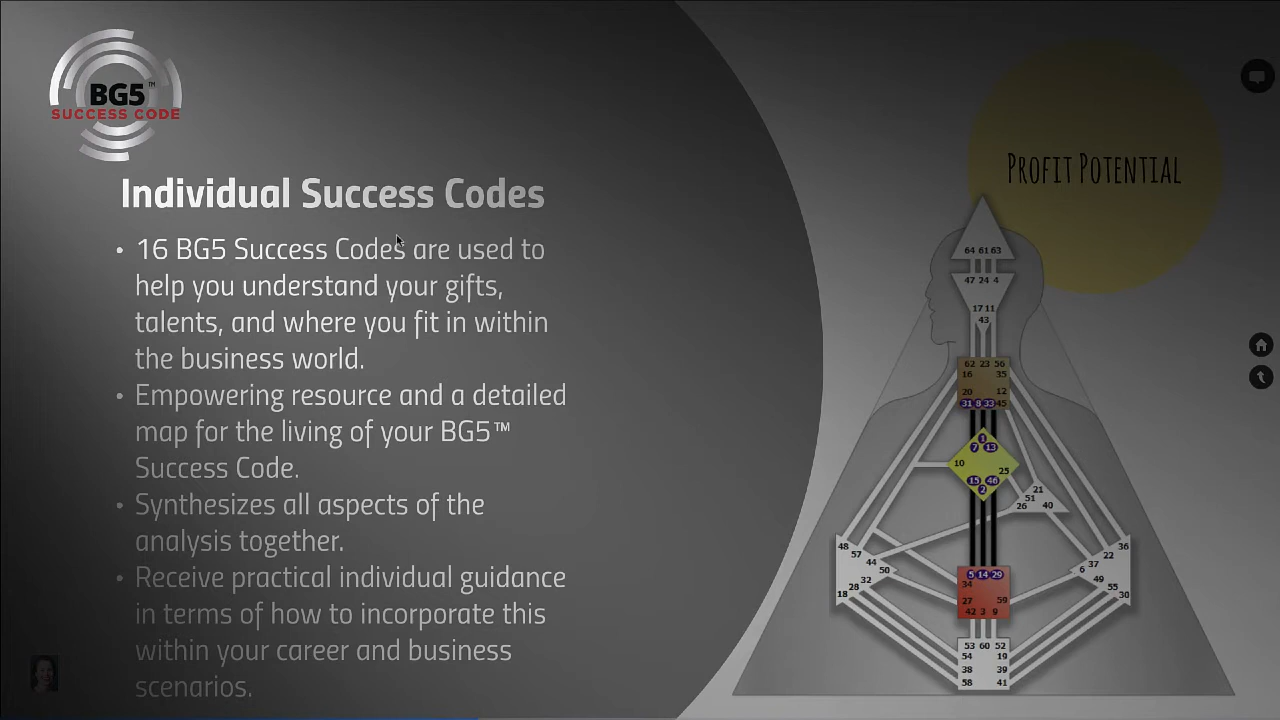 BG5™
SUCCESS CODE
Individual Success Codes
• 16 BG5 Success Codes are used to
help you understand your gifts,
talents, and where you fit in within
the business world.
• Empowering resource and a detailed
map for the living of your BG5™
Success Code.
• Synthesizes all aspects of the
analysis together.
• Receive practical individual guidance
in terms of how to incorporate this
within your career and business
scenarios.
PROFIT POTENTIAL
64 61 63
47 24 4
17 11
43
62 23 56
16 35
20 12
31 8 33 45
1
7 13
10 25
15 46
2
21
51
26 40
48 36
57 22
44 37
50 6
32 49
28 55
18 30
5 14 29
34
27 59
42 3 9
53 60 52
54 19
38 39
58 41